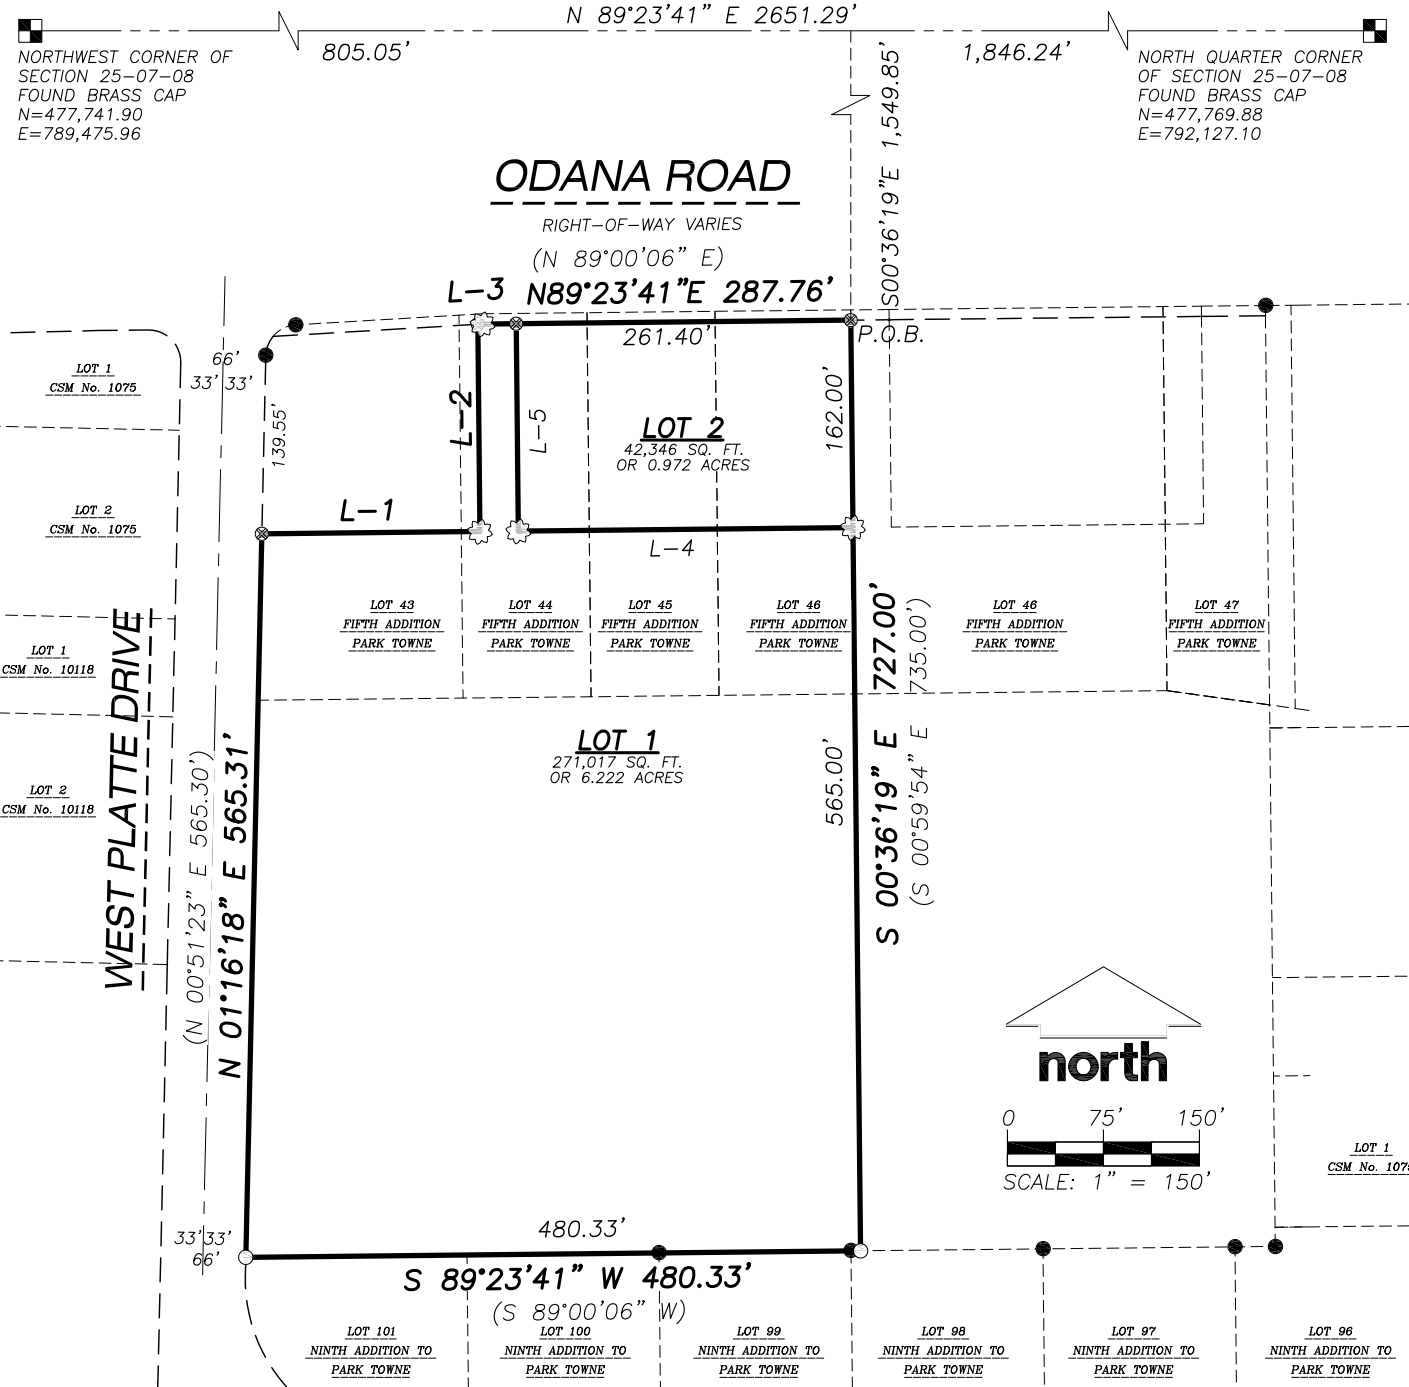 N 89°23'41" E 2651.29'
805.05'
1,846.24'
NORTHWEST CORNER OF
SECTION 25-07-08
FOUND BRASS CAP
N=477,741.90
E=789,475.96
NORTH QUARTER CORNER
OF SECTION 25-07-08
FOUND BRASS CAP
N=477,769.88
E=792,127.10
S00°36'19"E 1,549.85'
ODANA ROAD
RIGHT-OF-WAY VARIES
(N 89°00'06" E)
L-3 N89°23'41"E 287.76'
261.40'
P.O.B.
66'
33' 33'
LOT 1
CSM No. 1075
139.55'
L-2
L-5
LOT 2
42,346 SQ. FT.
OR 0.972 ACRES
162.00'
LOT 2
CSM No. 1075
L-1
L-4
LOT 43
FIFTH ADDITION
PARK TOWNE
LOT 44
FIFTH ADDITION
PARK TOWNE
LOT 45
FIFTH ADDITION
PARK TOWNE
LOT 46
FIFTH ADDITION
PARK TOWNE
LOT 46
FIFTH ADDITION
PARK TOWNE
LOT 47
FIFTH ADDITION
PARK TOWNE
LOT 1
CSM No. 10118
LOT 2
CSM No. 10118
WEST PLATTE DRIVE
(N 00°51'23" E 565.30')
N 01°16'18" E 565.31'
LOT 1
271,017 SQ. FT.
OR 6.222 ACRES
565.00'
S 00°36'19" E 727.00'
(S 00°59'54" E 735.00')
north
0 75' 150'
SCALE: 1" = 150'
LOT 1
CSM No. 1075
33' 33'
66'
480.33'
S 89°23'41" W 480.33'
(S 89°00'06" W)
LOT 101
NINTH ADDITION TO
PARK TOWNE
LOT 100
NINTH ADDITION TO
PARK TOWNE
LOT 99
NINTH ADDITION TO
PARK TOWNE
LOT 98
NINTH ADDITION TO
PARK TOWNE
LOT 97
NINTH ADDITION TO
PARK TOWNE
LOT 96
NINTH ADDITION TO
PARK TOWNE